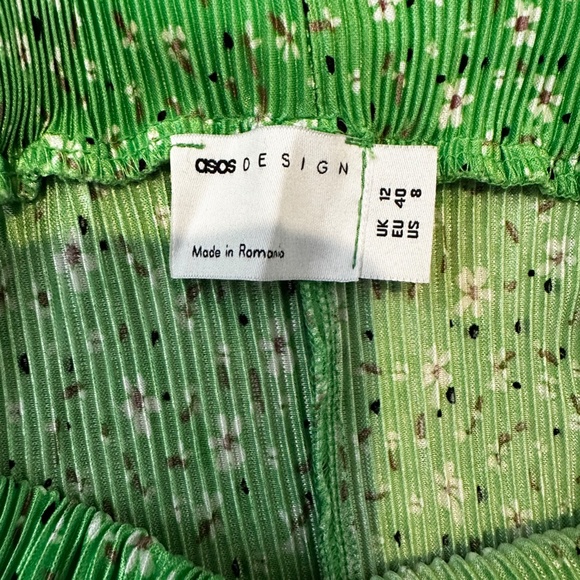 asos DESIGN
Made in Romania
UK 12
EU 40
US 8